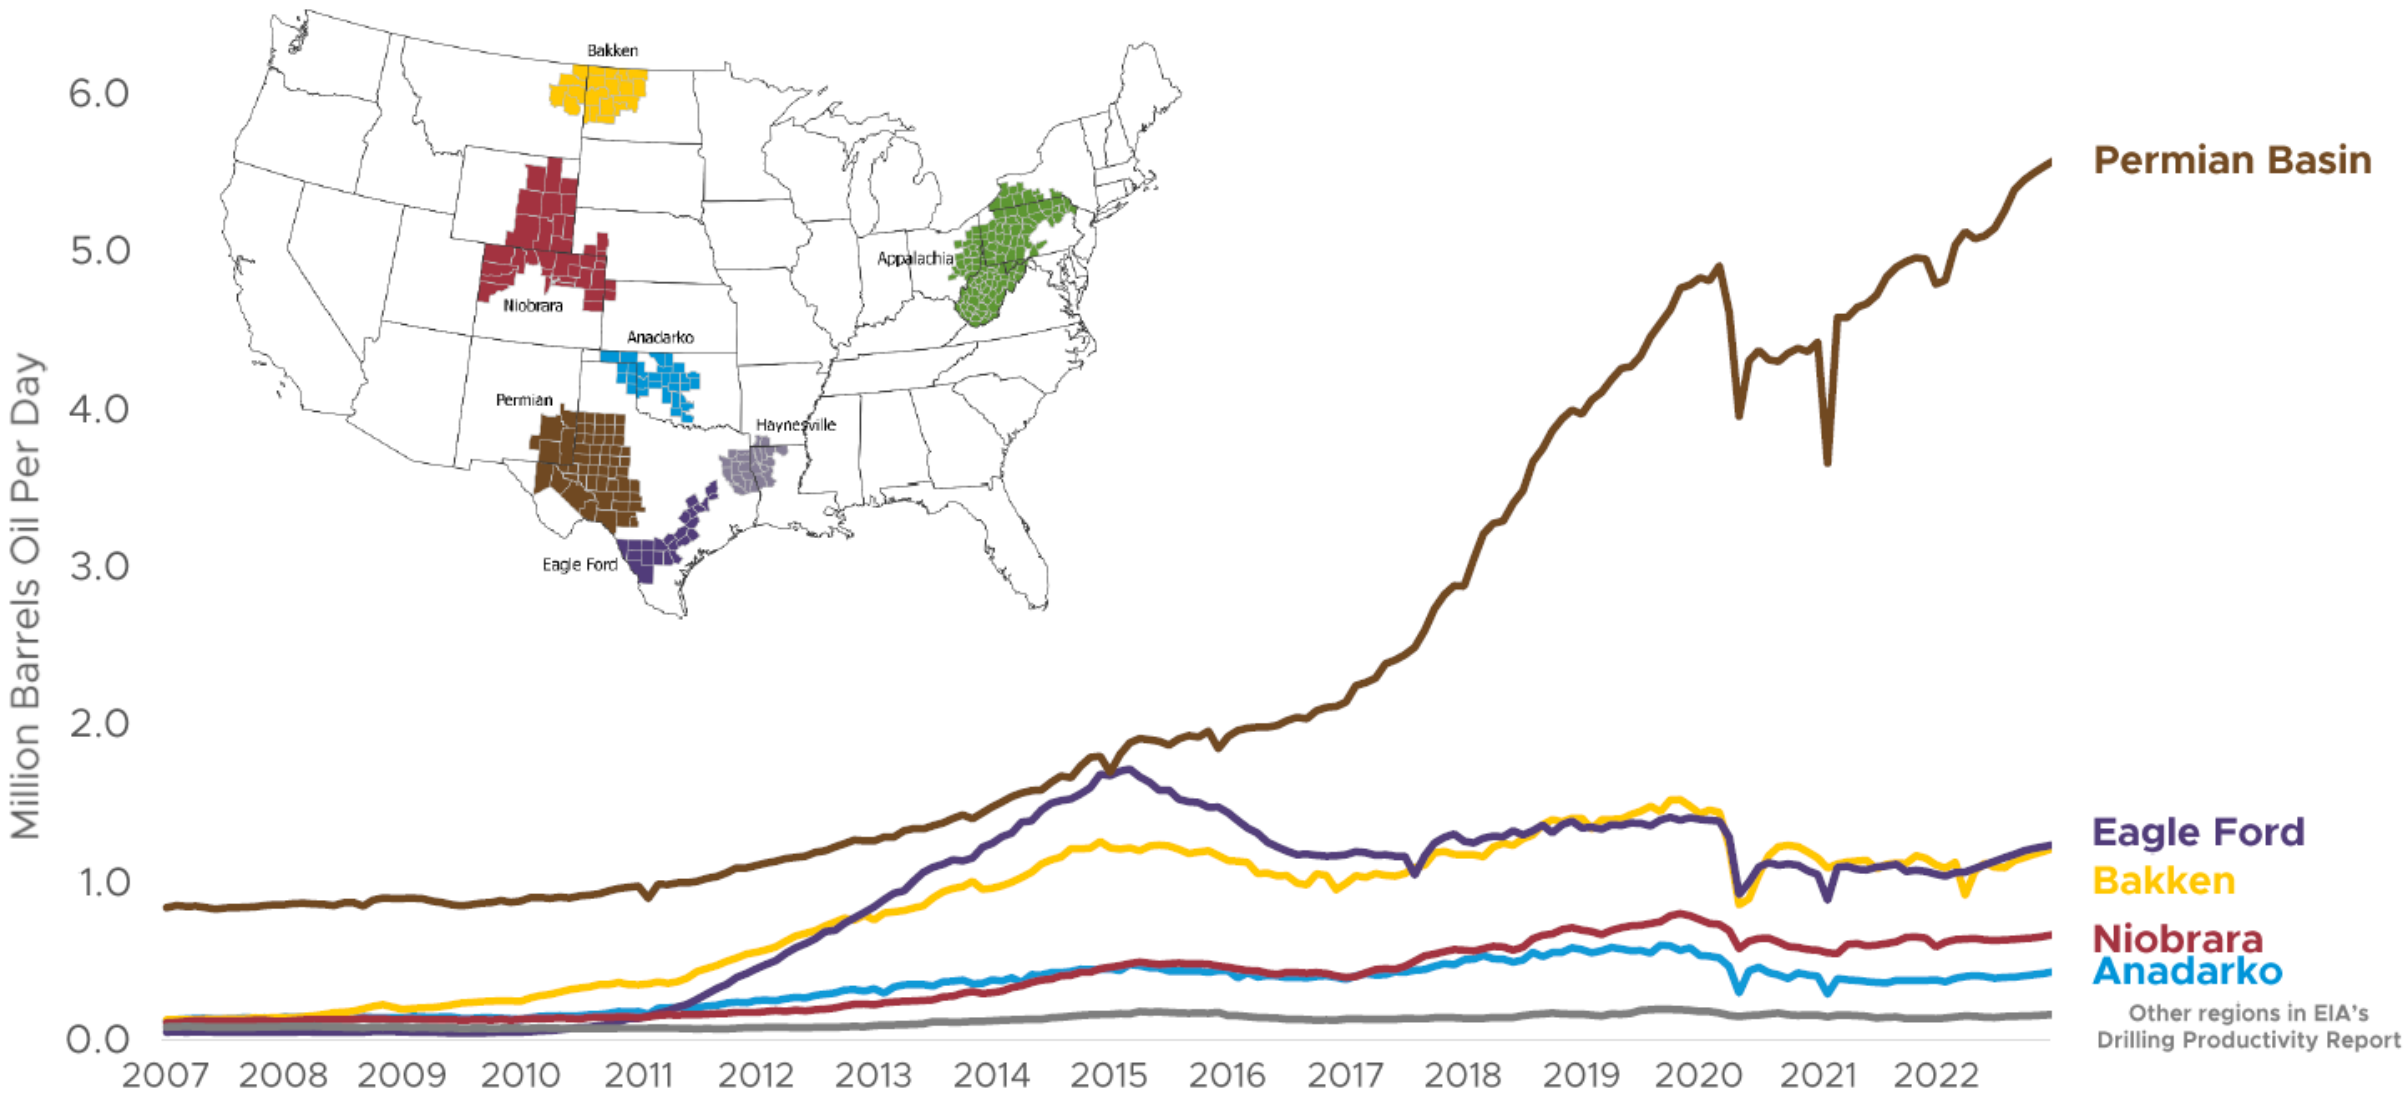 Million Barrels Oil Per Day
6.0
5.0
4.0
3.0
2.0
1.0
0.0
Bakken
Niobrara
Appalachia
Anadarko
Permian
Haynesville
Eagle Ford
Permian Basin
Eagle Ford
Bakken
Niobrara
Anadarko
Other regions in EIA's
Drilling Productivity Report
2007 2008 2009 2010 2011 2012 2013 2014 2015 2016 2017 2018 2019 2020 2021 2022